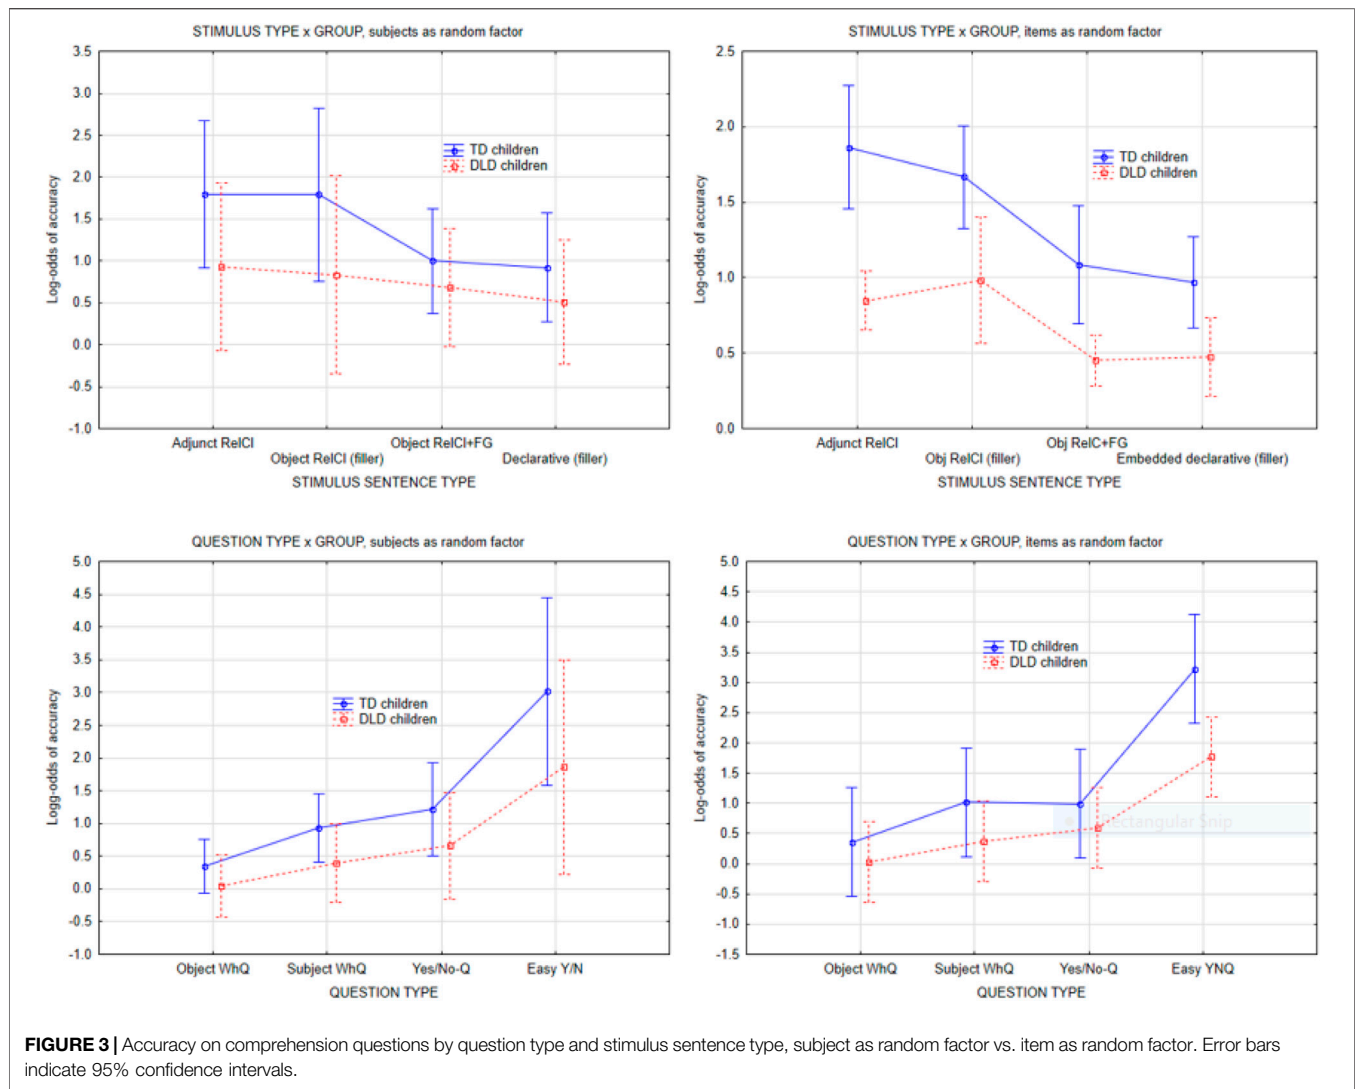 STIMULUS TYPE x GROUP, subjects as random factor
3.5
3.0
2.5
2.0
1.5
1.0
0.5
0.0
-0.5
-1.0
Log-odds of accuracy
TD children
DLD children
Adjunct RelCl
Object RelCl+FG
Object RelCl (filler)
Declarative (filler)
STIMULUS SENTENCE TYPE
STIMULUS TYPE x GROUP, items as random factor
2.5
2.0
1.5
1.0
0.5
0.0
Log-odds of accuracy
TD children
DLD children
Adjunct RelCl
Obj RelC+FG
Obj RelCl (filler)
Embedded declarative (filler)
STIMULUS SENTENCE TYPE
QUESTION TYPE x GROUP, subjects as random factor
5.0
4.5
4.0
3.5
3.0
2.5
2.0
1.5
1.0
0.5
0.0
-0.5
-1.0
Logg-odds of accuracy
TD children
DLD children
Object WhQ
Subject WhQ
Yes/No-Q
Easy Y/N
QUESTION TYPE
QUESTION TYPE x GROUP, items as random factor
5.0
4.5
4.0
3.5
3.0
2.5
2.0
1.5
1.0
0.5
0.0
-0.5
-1.0
-1.5
Log-odds of accuracy
TD children
DLD children
Rectangular Snip
Object WhQ
Subject WhQ
Yes/No-Q
Easy YNQ
QUESTION TYPE
FIGURE 3 | Accuracy on comprehension questions by question type and stimulus sentence type, subject as random factor vs. item as random factor. Error bars
indicate 95% confidence intervals.